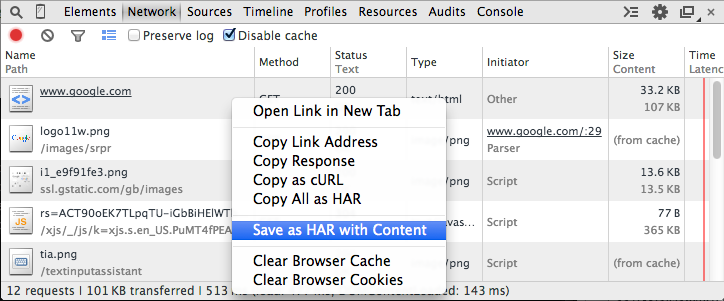 Elements Network Sources Timeline Profiles Resources Audits Console
Preserve log Disable cache
Name Path Method Status Text Type Initiator Size Content Time Latenc
www.google.com GET 200 text/html Other 33.2 KB 107 KB
Open Link in New Tab
logo11w.png /images/srpr www.google.com/:29 Parser (from cache)
Copy Link Address
Copy Response
i1_e9f91fe3.png ssl.gstatic.com/gb/images Script 13.6 KB 13.5 KB
Copy as cURL
Copy All as HAR
rs=ACT90oEK7TLpqTU-iGbBiHElWT /xjs/_/js/k=xjs.s.en_US.PuMT4fPEA Script 77 B 365 KB
Save as HAR with Content
tia.png /textinputassistant Script (from cache)
Clear Browser Cache
Clear Browser Cookies
12 requests | 101 KB transferred | 513 ms 143 ms)